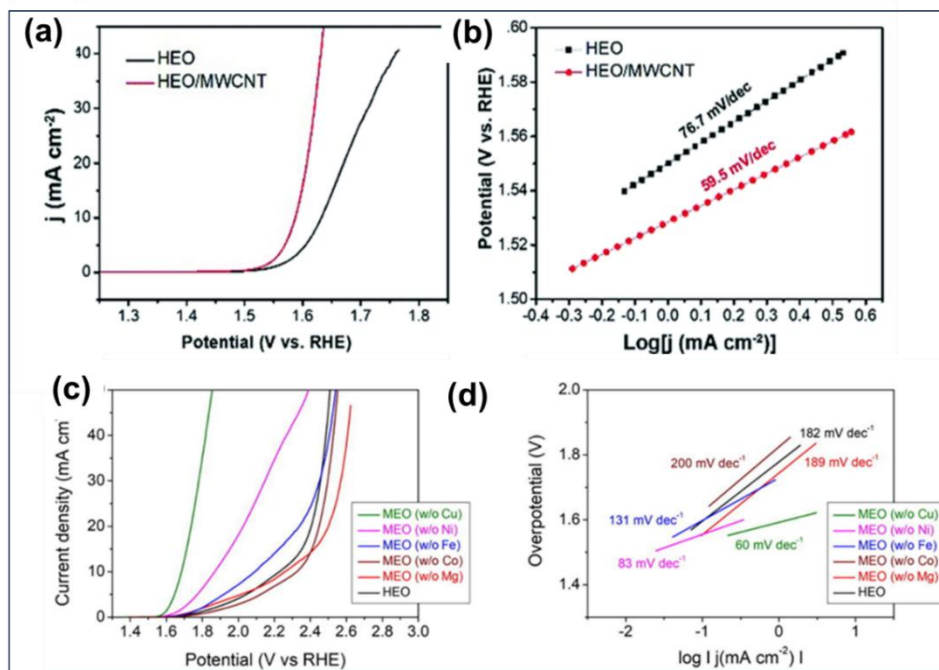 (a)
HEO
HEO/MWCNT
40
30
20
10
0
j (mA cm⁻²)
1.3 1.4 1.5 1.6 1.7 1.8
Potential (V vs. RHE)
(b)
HEO
HEO/MWCNT
76.7 mV/dec
59.5 mV/dec
.60
1.58
1.56
1.54
1.52
1.50
Potential (V vs. RHE)
-0.4 -0.3 -0.2 -0.1 0.0 0.1 0.2 0.3 0.4 0.5 0.6
Log[j (mA cm⁻²)]
(c)
40
30
20
10
0
Current density (mA cm
MEO (w/o Cu)
MEO (w/o Ni)
MEO (w/o Fe)
MEO (w/o Co)
MEO (w/o Mg)
HEO
1.4 1.6 1.8 2.0 2.2 2.4 2.6 2.8 3.0
Potential (V vs RHE)
(d)
2.0
1.8
1.6
1.4
Overpotential (V)
182 mV dec⁻¹
200 mV dec⁻¹
189 mV dec⁻¹
131 mV dec⁻¹
83 mV dec⁻¹
60 mV dec⁻¹
MEO (w/o Cu)
MEO (w/o Ni)
MEO (w/o Fe)
MEO (w/o Co)
MEO (w/o Mg)
HEO
-2 -1 0 1
log I j(mA cm⁻²) I